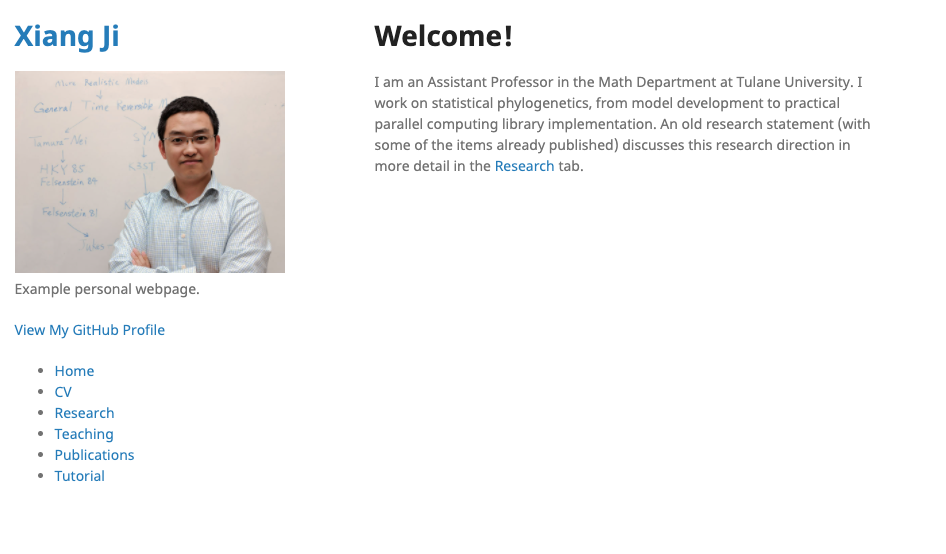 Xiang Ji
General Time Reversible
Tamura-Nei
SYM
HKY 85
Felsenstein 84
K3ST
Felsenstein 81
Jukes
Example personal webpage.
View My GitHub Profile
Home
CV
Research
Teaching
Publications
Tutorial
Welcome!
I am an Assistant Professor in the Math Department at Tulane University. I
work on statistical phylogenetics, from model development to practical
parallel computing library implementation. An old research statement (with
some of the items already published) discusses this research direction in
more detail in the Research tab.